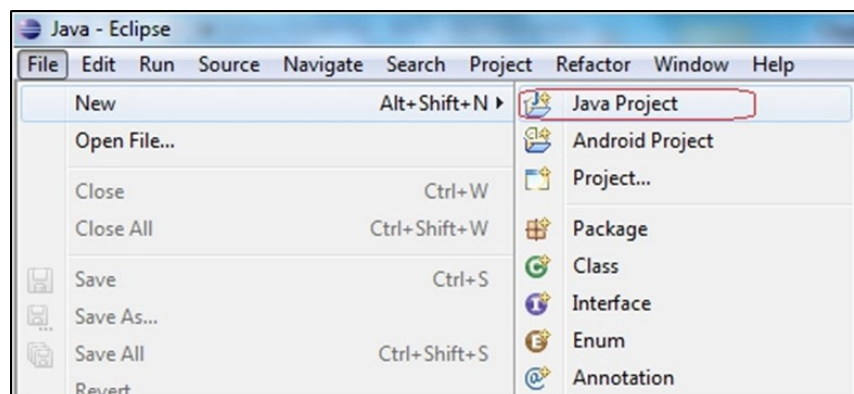 Java - Eclipse
File Edit Run Source Navigate Search Project Refactor Window Help
New Alt+Shift+N
Open File...
Close Ctrl+W
Close All Ctrl+Shift+W
Save Ctrl+S
Save As...
Save All Ctrl+Shift+S
Revert
Java Project
Android Project
Project...
Package
Class
Interface
Enum
Annotation